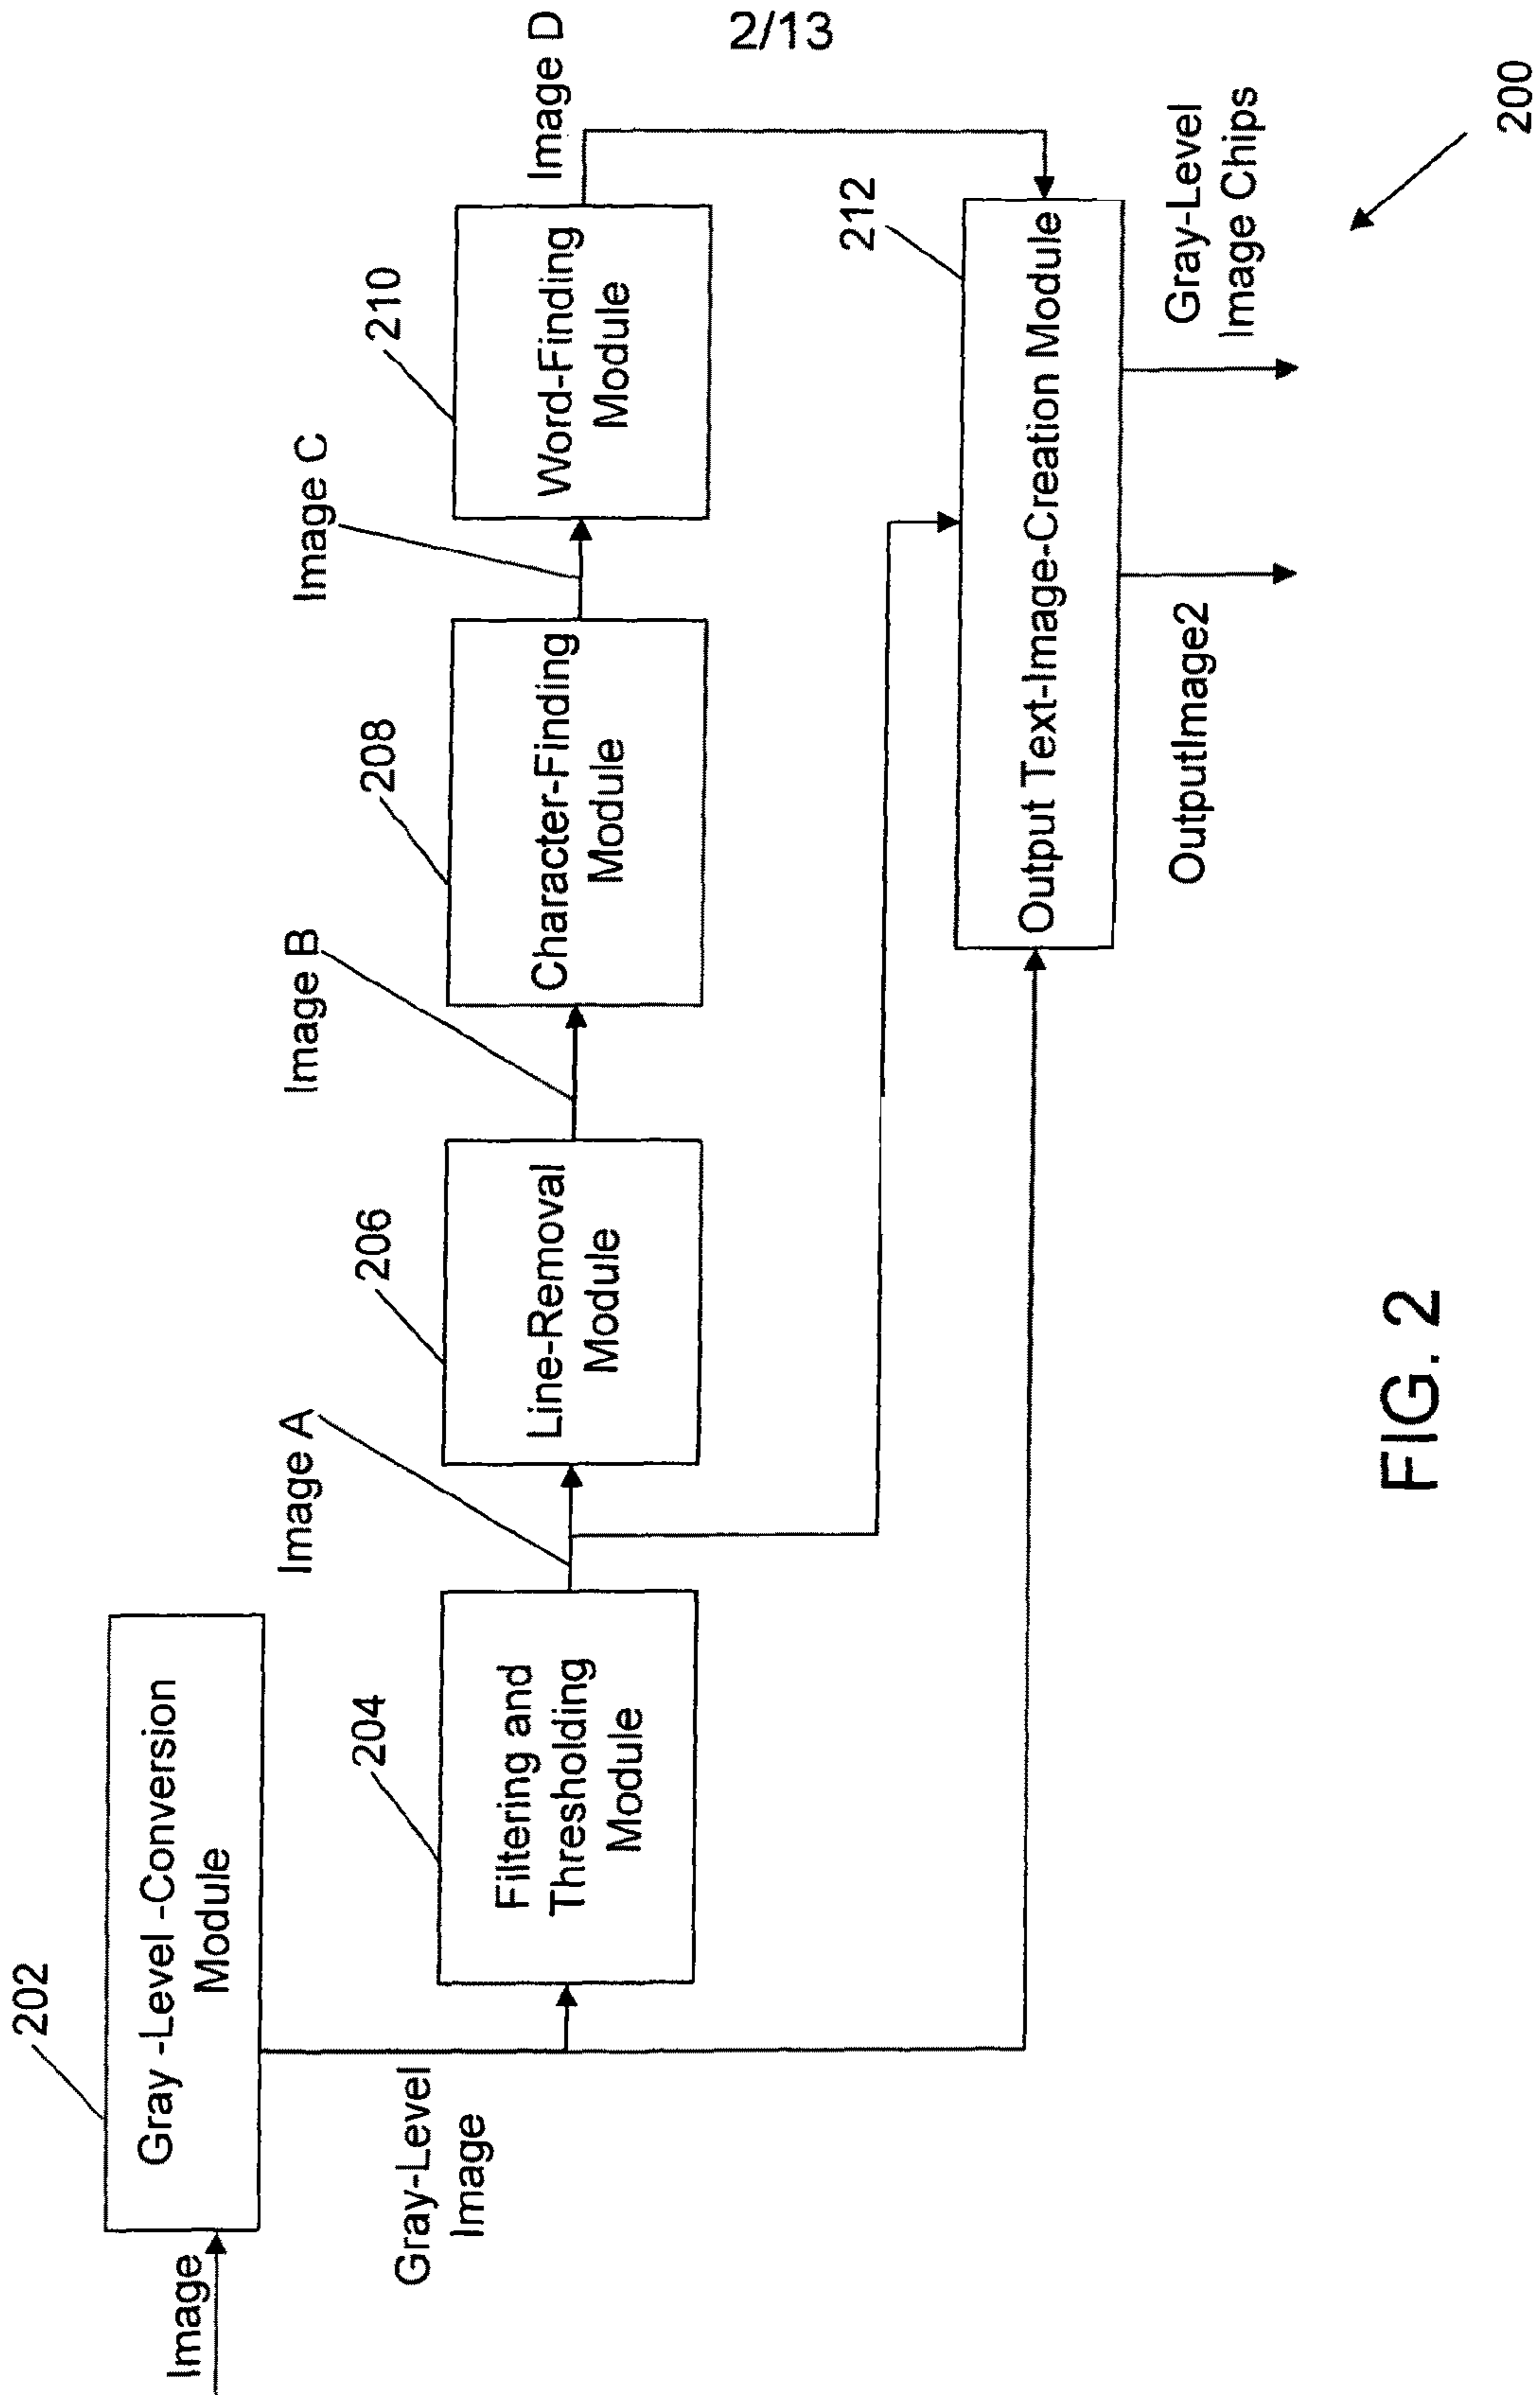 2/13
Image
202
Gray -Level -Conversion
Module
Gray-Level
Image
204
Filtering and
Thresholding
Module
Image A
206
Line-Removal
Module
Image B
208
Character-Finding
Module
Image C
210
Word-Finding
Module
Image D
212
Output Text-Image-Creation Module
OutputImage2
Gray-Level
Image Chips
200
FIG. 2